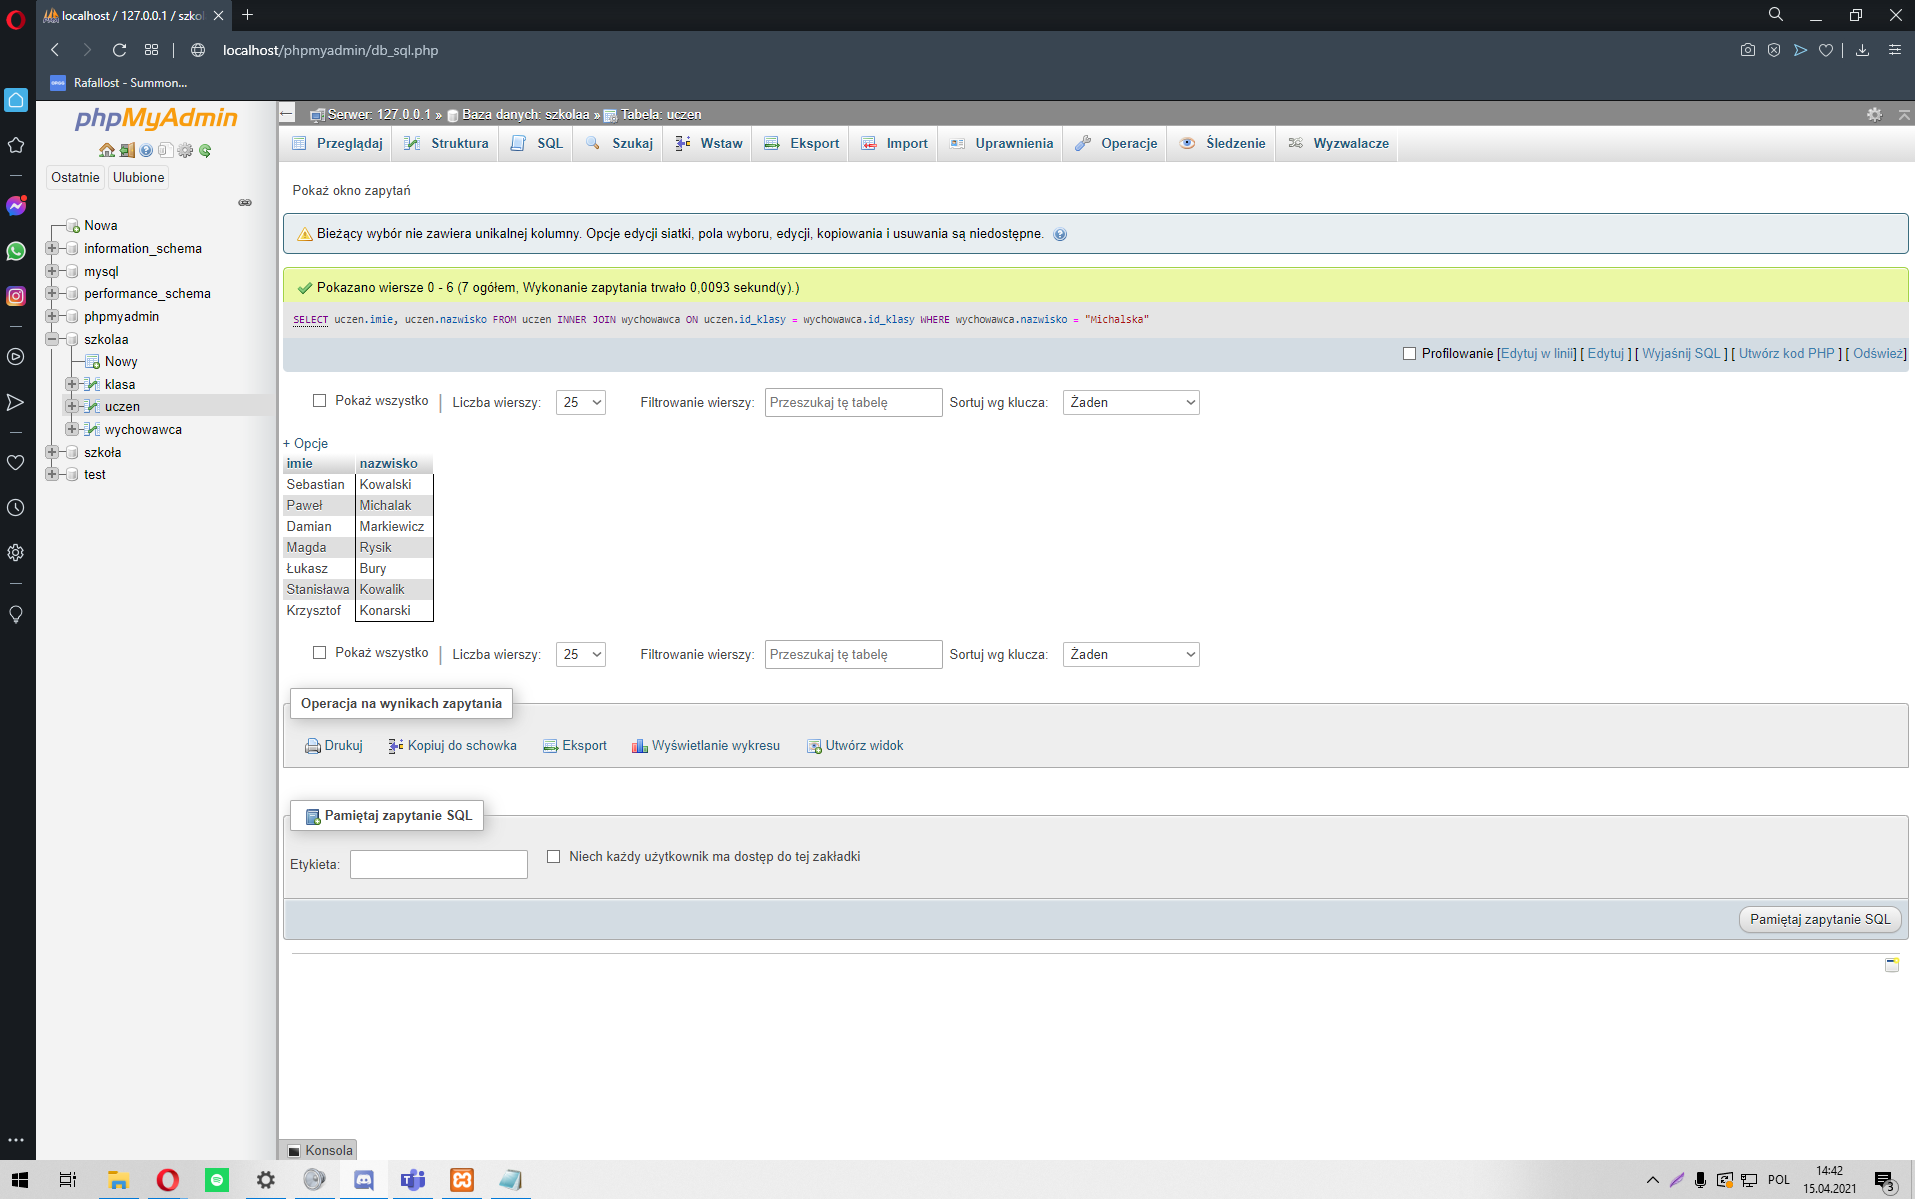 localhost / 127.0.0.1 / szko
localhost/phpmyadmin/db_sql.php
Rafallost - Summon...
phpMyAdmin
Ostatnie Ulubione
Nowa
information_schema
mysql
performance_schema
phpmyadmin
szkolaa
Nowy
klasa
uczen
wychowawca
szkoła
test
Serwer: 127.0.0.1 » Baza danych: szkolaa » Tabela: uczen
Przeglądaj Struktura SQL Szukaj Wstaw Eksport Import Uprawnienia Operacje Śledzenie Wyzwalacze
Pokaż okno zapytań
Bieżący wybór nie zawiera unikalnej kolumny. Opcje edycji siatki, pola wyboru, edycji, kopiowania i usuwania są niedostępne.
Pokazano wiersze 0 - 6 (7 ogółem, Wykonanie zapytania trwało 0,0093 sekund(y).)
SELECT uczen.imie, uczen.nazwisko FROM uczen INNER JOIN wychowawca ON uczen.id_klasy = wychowawca.id_klasy WHERE wychowawca.nazwisko = "Michalska"
Profilowanie [Edytuj w linii] [ Edytuj ] [ Wyjaśnij SQL ] [ Utwórz kod PHP ] [ Odśwież]
Pokaż wszystko | Liczba wierszy: 25 Filtrowanie wierszy: Przeszukaj tę tabelę Sortuj wg klucza: Żaden
+ Opcje
imie nazwisko
Sebastian Kowalski
Paweł Michalak
Damian Markiewicz
Magda Rysik
Łukasz Bury
Stanisława Kowalik
Krzysztof Konarski
Pokaż wszystko | Liczba wierszy: 25 Filtrowanie wierszy: Przeszukaj tę tabelę Sortuj wg klucza: Żaden
Operacja na wynikach zapytania
Drukuj Kopiuj do schowka Eksport Wyświetlanie wykresu Utwórz widok
Pamiętaj zapytanie SQL
Etykieta: Niech każdy użytkownik ma dostęp do tej zakładki
Pamiętaj zapytanie SQL
Konsola
POL 14:42
15.04.2021 3